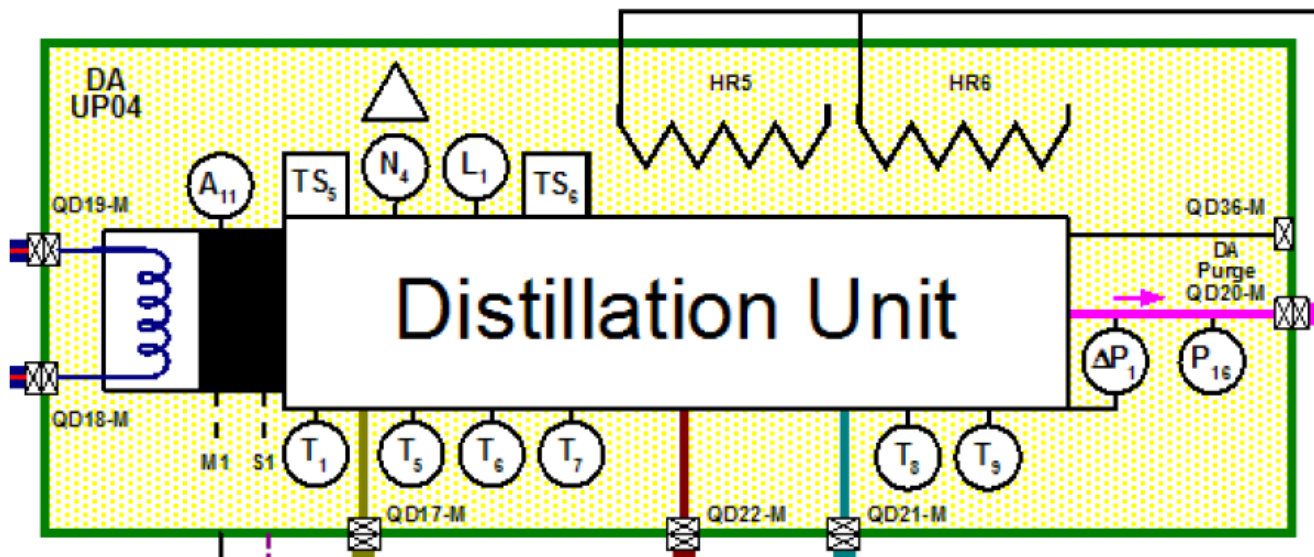 DA
UP04
HR5
HR6
A11
TS5
N4
L1
TS6
QD19-M
QD36-M
DA
Purge
QD20-M
Distillation Unit
ΔP1
P16
QD18-M
M1
S1
T1
T5
T6
T7
T8
T9
QD17-M
QD22-M
QD21-M